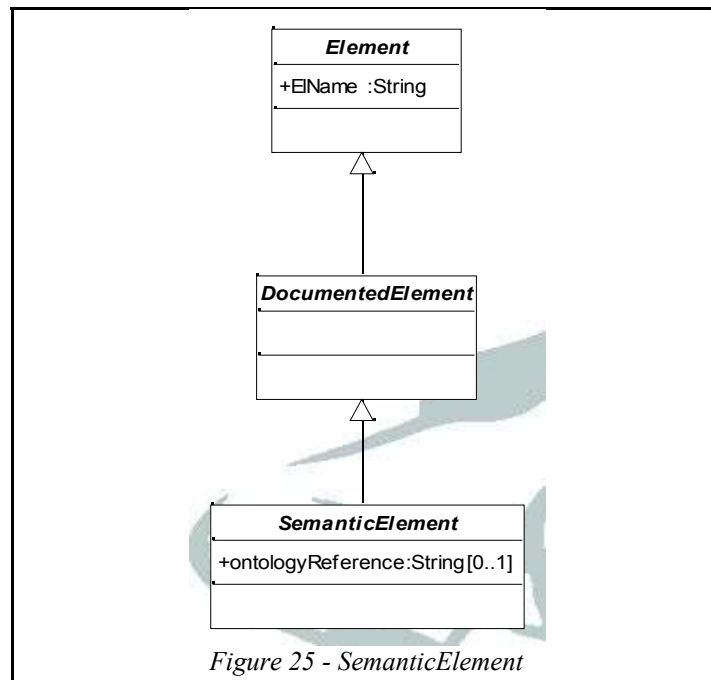 Element
+ElName :String
DocumentedElement
SemanticElement
+ontologyReference:String[0..1]
Figure 25 - SemanticElement